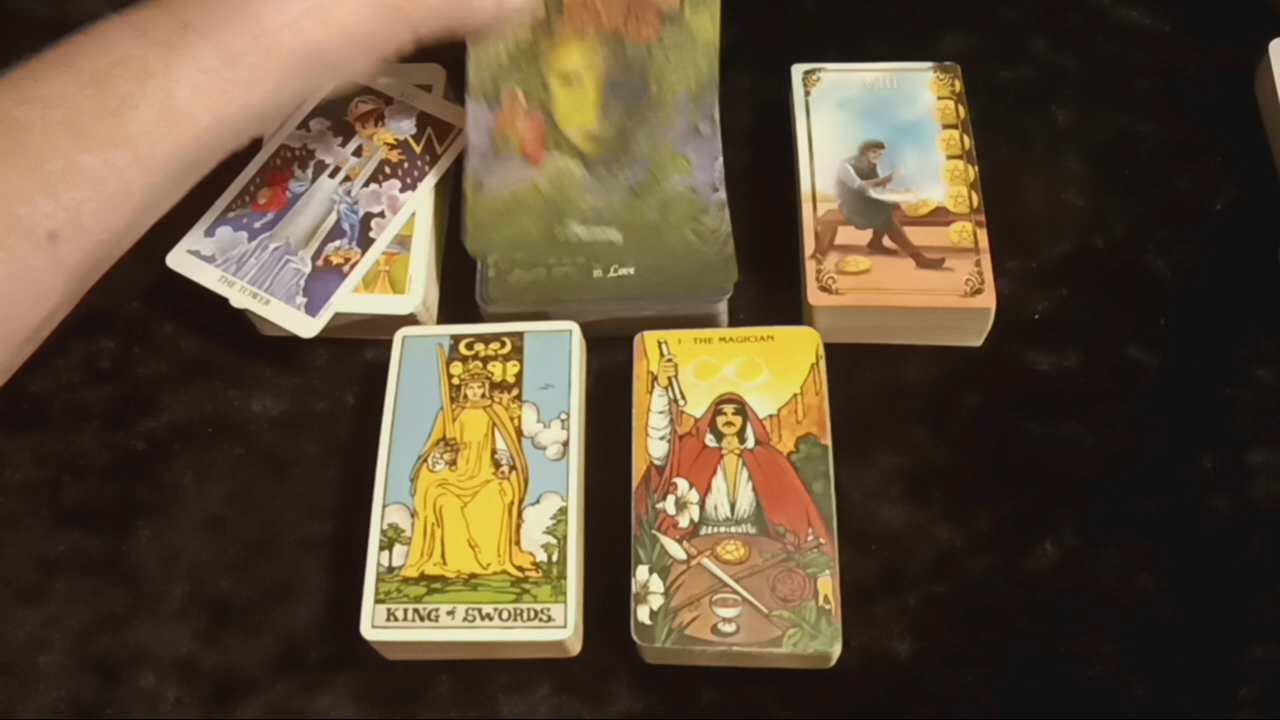 THE TOWER
in Love
VIII
KING of SWORDS.
I · THE MAGICIAN